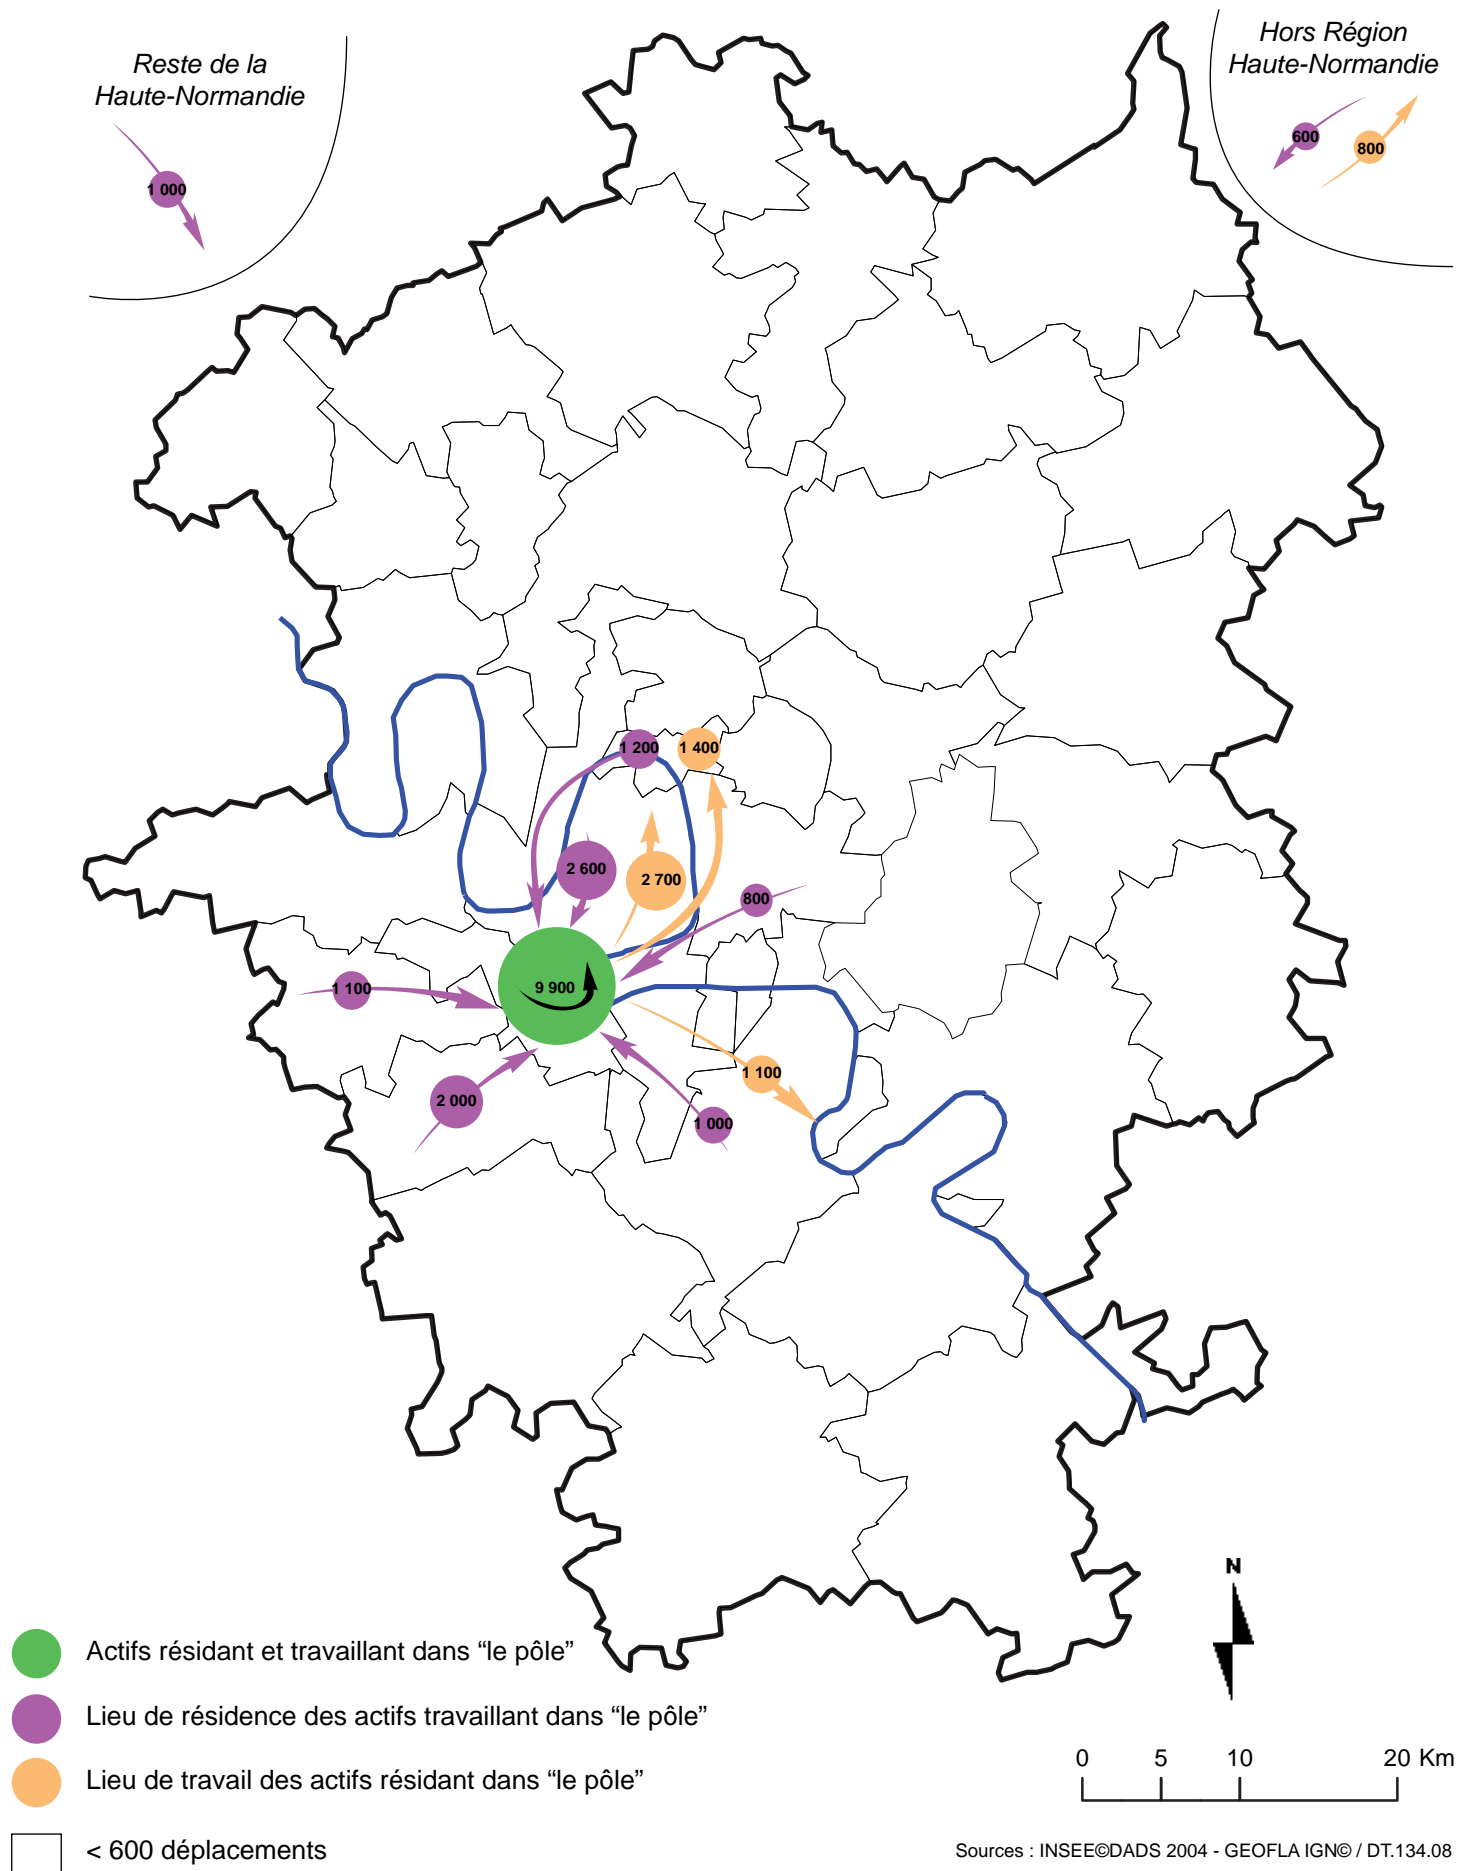 Reste de la
Haute-Normandie
1 000
Hors Région
Haute-Normandie
600
800
1 200
1 400
2 600
2 700
800
9 900
1 100
1 100
2 000
1 000
N
Actifs résidant et travaillant dans “le pôle”
Lieu de résidence des actifs travaillant dans “le pôle”
Lieu de travail des actifs résidant dans “le pôle”
< 600 déplacements
0 5 10 20 Km
Sources : INSEE©DADS 2004 - GEOFLA IGN© / DT.134.08